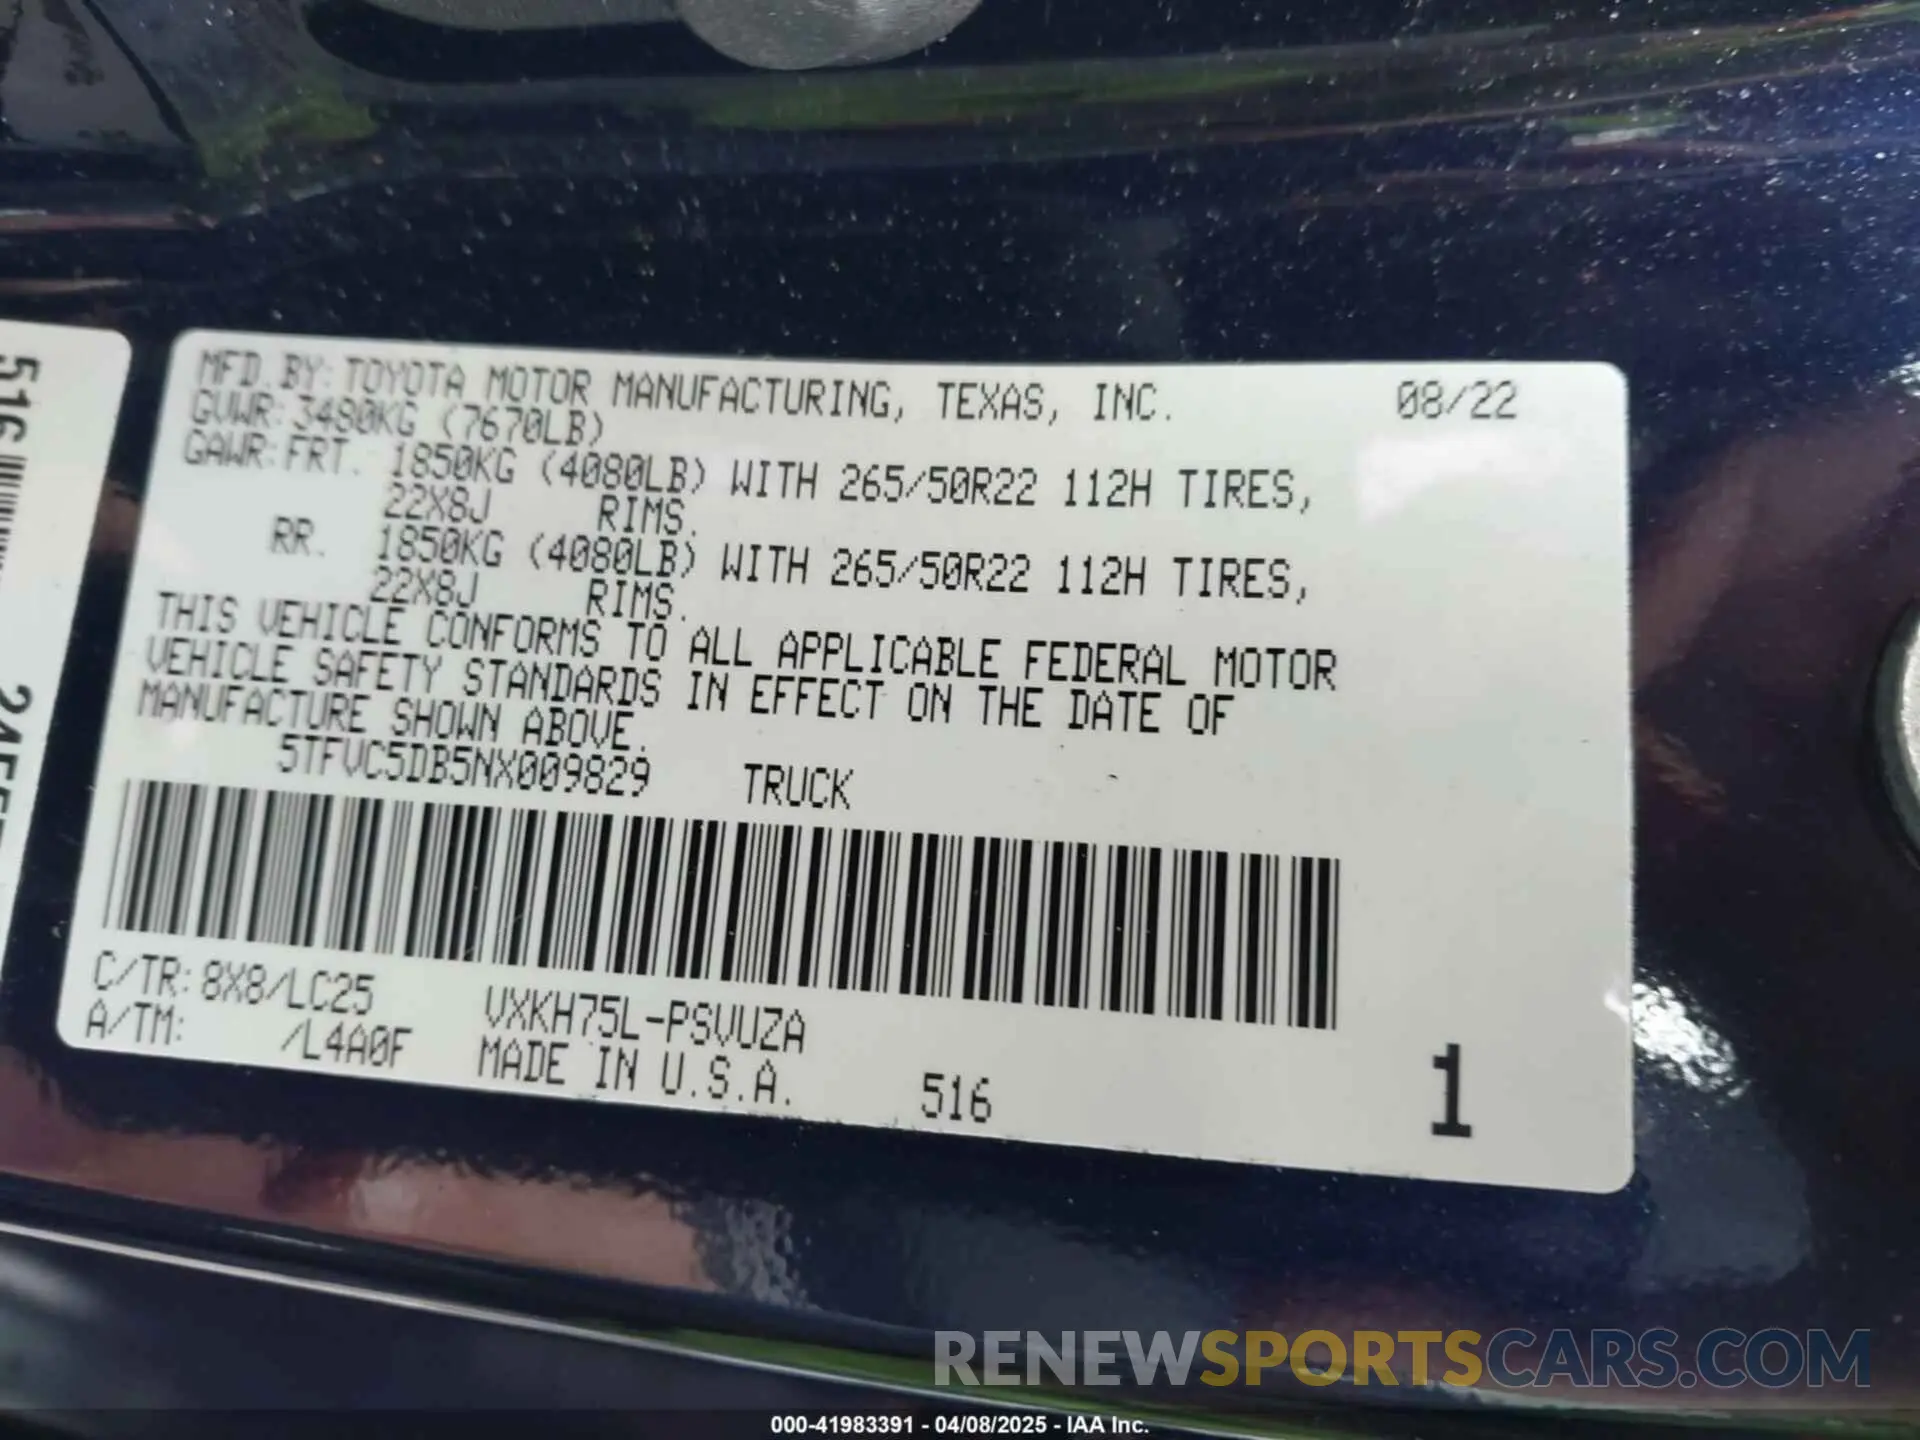 MFD. BY: TOYOTA MOTOR MANUFACTURING, TEXAS, INC. 08/22
GVWR: 3480KG (7670LB)
GAWR: FRT. 1850KG (4080LB) WITH 265/50R22 112H TIRES,
22X8J RIMS.
RR. 1850KG (4080LB) WITH 265/50R22 112H TIRES,
22X8J RIMS.
THIS VEHICLE CONFORMS TO ALL APPLICABLE FEDERAL MOTOR
VEHICLE SAFETY STANDARDS IN EFFECT ON THE DATE OF
MANUFACTURE SHOWN ABOVE.
5TFVC5DB5NX009829 TRUCK
C/TR: 8X8/LC25 VXKH75L-PSVUZA
A/TM: /L4A0F MADE IN U.S.A. 516 1
516
RENEWSPORTSCARS.COM
000-41983391 - 04/08/2025 - IAA Inc.